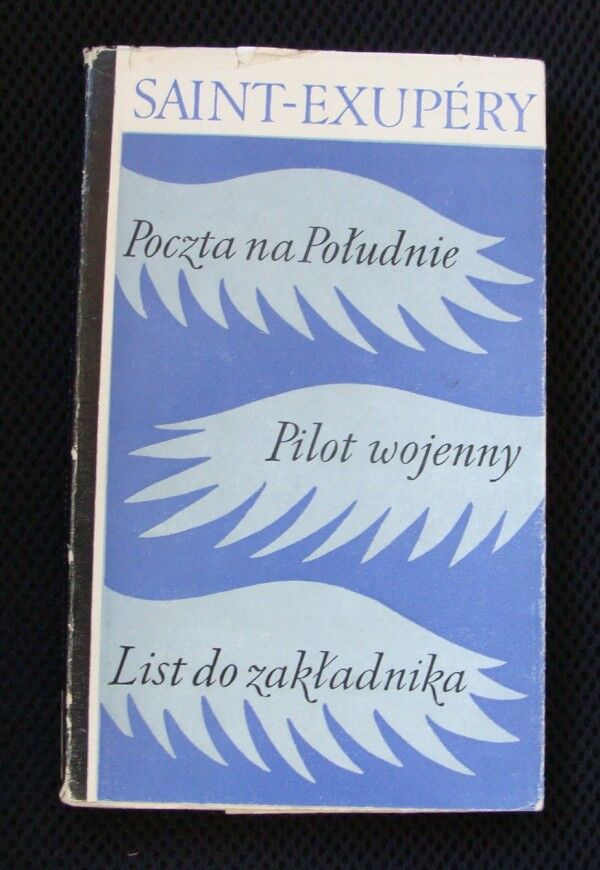 SAINT-EXUPÉRY
Poczta na Południe
Pilot wojenny
List do zakładnika